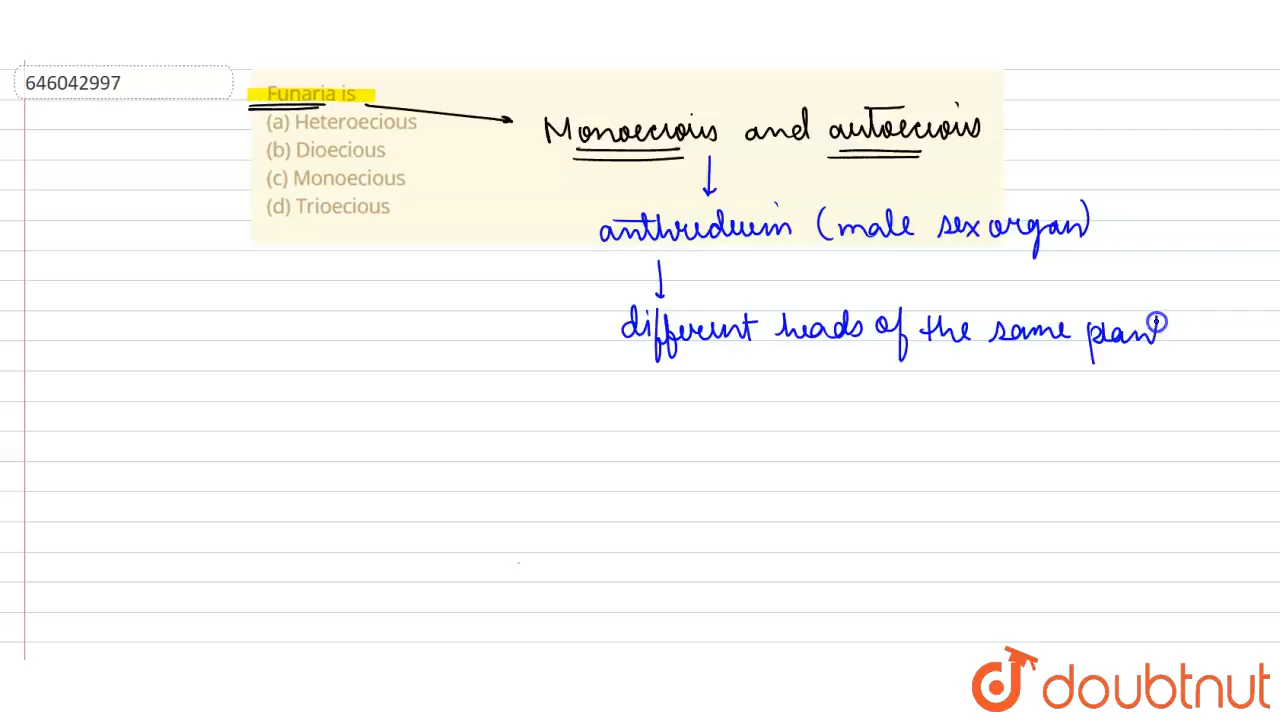 646042997
Funaria is
(a) Heteroecious
(b) Dioecious
(c) Monoecious
(d) Trioecious
Monoecious and autoecious
anthridium (male sex organ)
different heads of the same plant
doubtnut